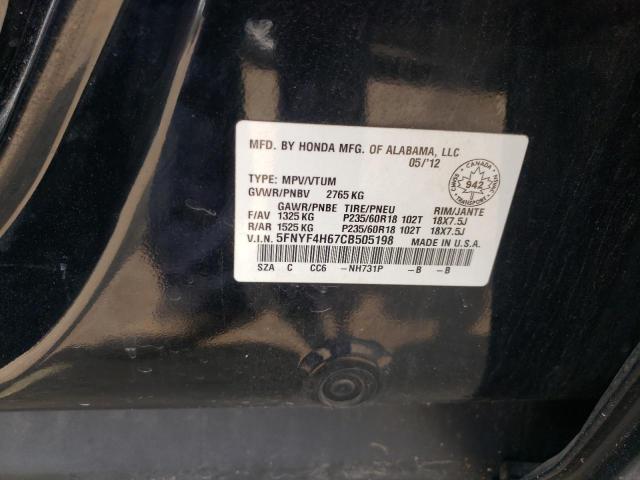 MFD. BY HONDA MFG. OF ALABAMA, LLC
05/'12
TYPE: MPV/VTUM
GVWR/PNBV 2765 KG
GAWR/PNBE TIRE/PNEU RIM/JANTE
F/AV 1325 KG P235/60R18 102T 18X7.5J
R/AR 1525 KG P235/60R18 102T 18X7.5J
V.I.N. 5FNYF4H67CB505198 MADE IN U.S.A.
SZA C CC6 -NH731P -B -B
CANADA
942